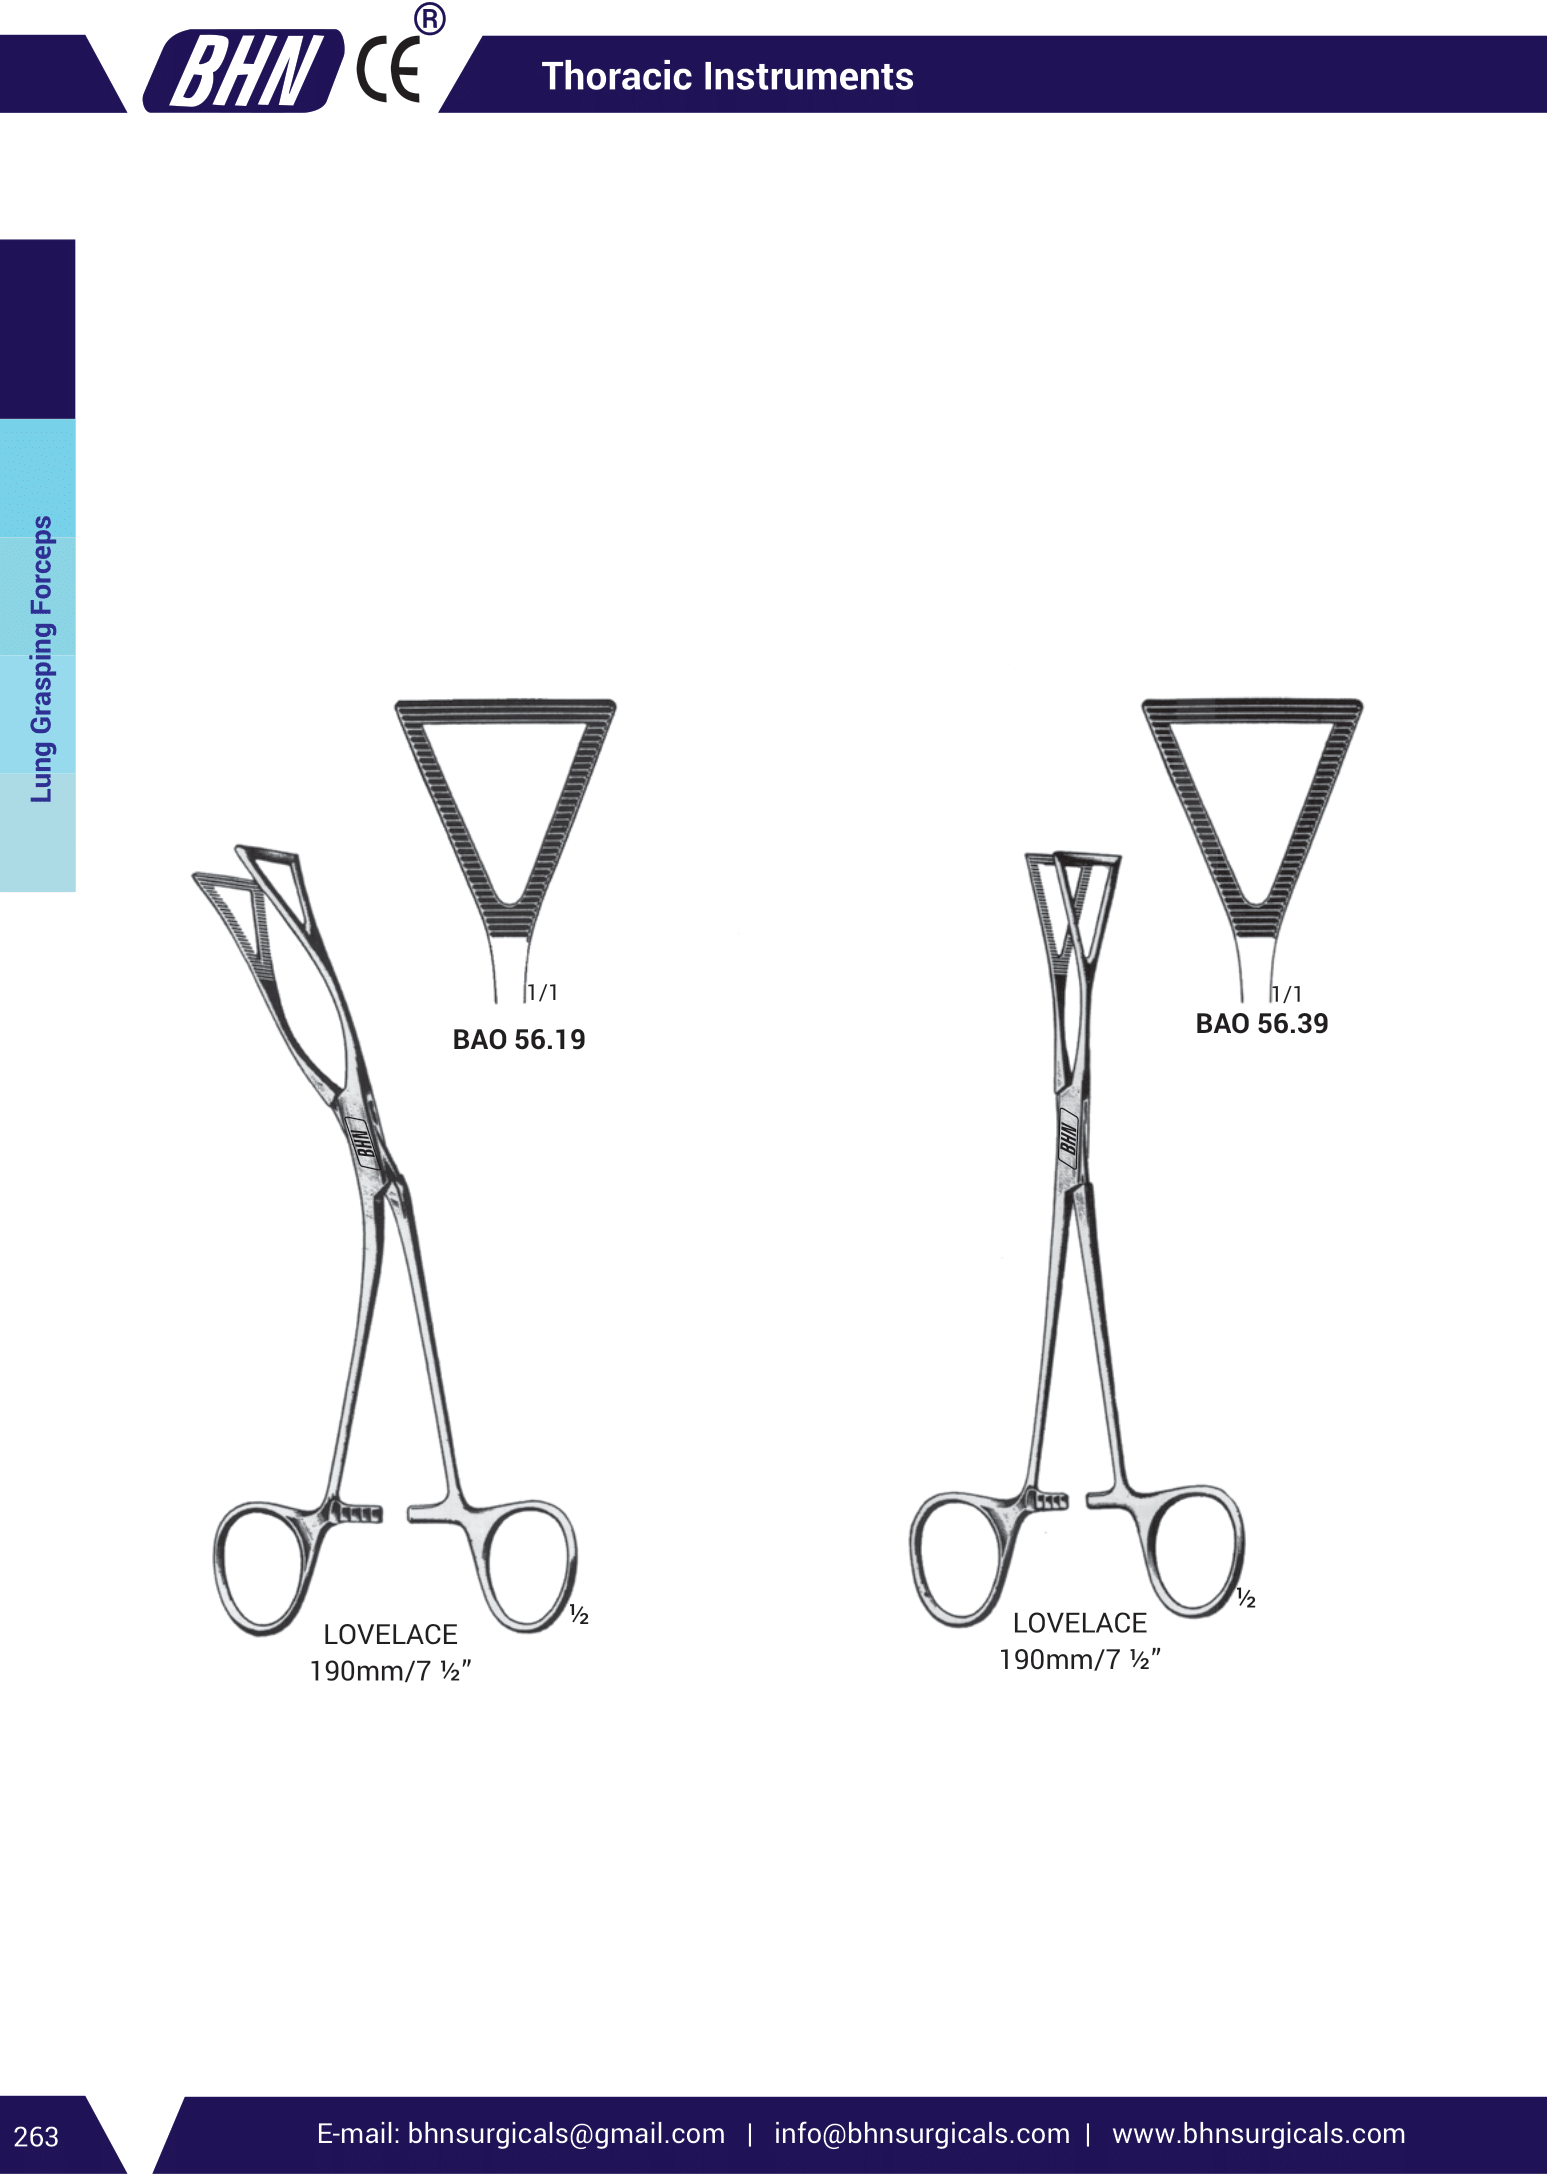 BHN CE ®
Thoracic Instruments
Lung Grasping Forceps
1/1
BAO 56.19
1/1
BAO 56.39
BHN
BHN
½
LOVELACE
190mm/7 ½”
½
LOVELACE
190mm/7 ½”
263
E-mail: bhnsurgicals@gmail.com | info@bhnsurgicals.com | www.bhnsurgicals.com